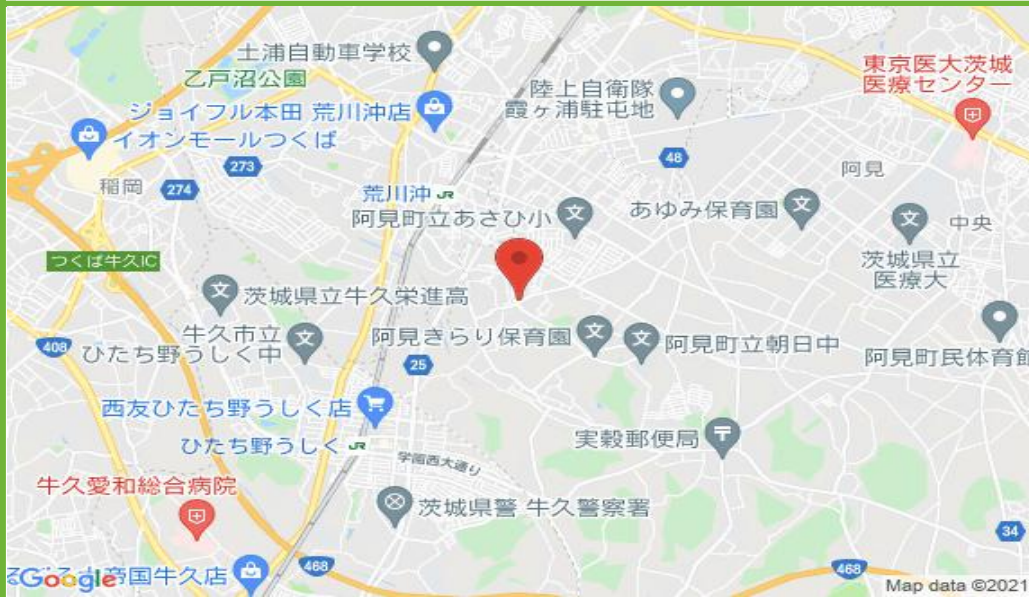 土浦自動車学校
乙戸沼公園
東京医大茨城
医療センター
陸上自衛隊
霞ヶ浦駐屯地
ジョイフル本田 荒川沖店
イオンモールつくば
273
48
稲岡
274
荒川沖 JR
阿見
阿見町立あさひ小
あゆみ保育園
中央
つくば牛久IC
茨城県立
医療大
茨城県立牛久栄進高
牛久市立
ひたち野うしく中
阿見きらり保育園
阿見町立朝日中
阿見町民体育館
408
25
西友ひたち野うしく店
ひたち野うしく JR
実穀郵便局
学園西大通り
牛久愛和総合病院
茨城県警 牛久警察署
34
468
468
帝国牛久店
Google
Map data ©2021